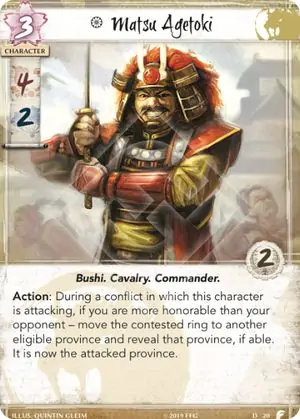 3
Matsu Agetoki
CHARACTER
4
2
2
Bushi. Cavalry. Commander.
Action: During a conflict in which this character
is attacking, if you are more honorable than your
opponent – move the contested ring to another
eligible province and reveal that province, if able.
It is now the attacked province.
ILLUS. QUINTIN GLEIM ©2019 FFG D 20